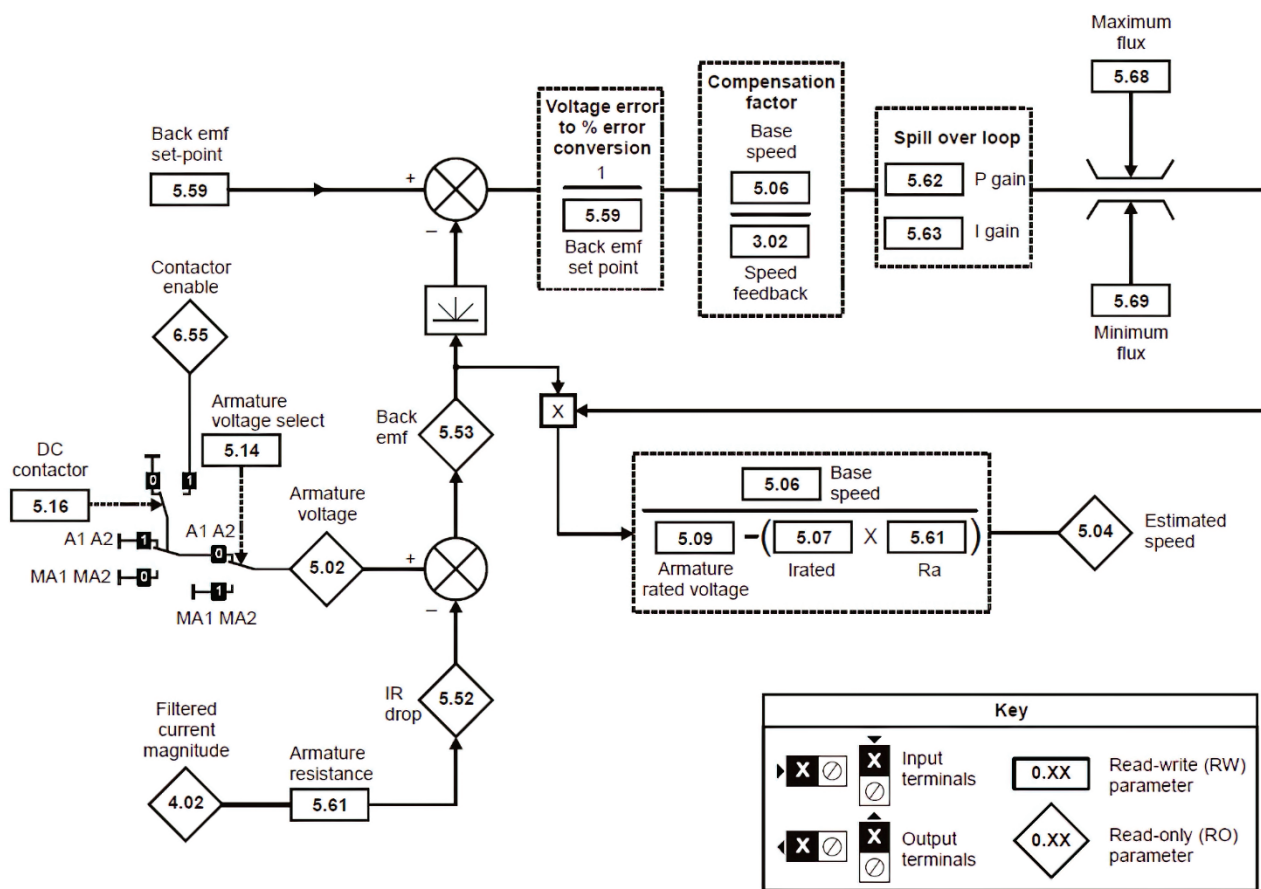 Maximum
flux
5.68
Back emf
set-point
5.59
+
−
Voltage error
to % error
conversion
1
5.59
Back emf
set point
Compensation
factor
Base
speed
5.06
3.02
Speed
feedback
Spill over loop
5.62 P gain
5.63 I gain
5.69
Minimum
flux
Contactor
enable
6.55
Armature
voltage select
5.14
DC
contactor
5.16
0 1
A1 A2 1
A1 A2 0
MA1 MA2 0
1
MA1 MA2
Armature
voltage
5.02
+
−
Back
emf
5.53
X
5.06 Base
speed
5.09 −( 5.07 X 5.61 )
Armature
rated voltage
Irated
Ra
5.04
Estimated
speed
IR
drop
5.52
Filtered
current
magnitude
4.02
Armature
resistance
5.61
Key
X X Input
terminals
0.XX Read-write (RW)
parameter
X X Output
terminals
0.XX Read-only (RO)
parameter